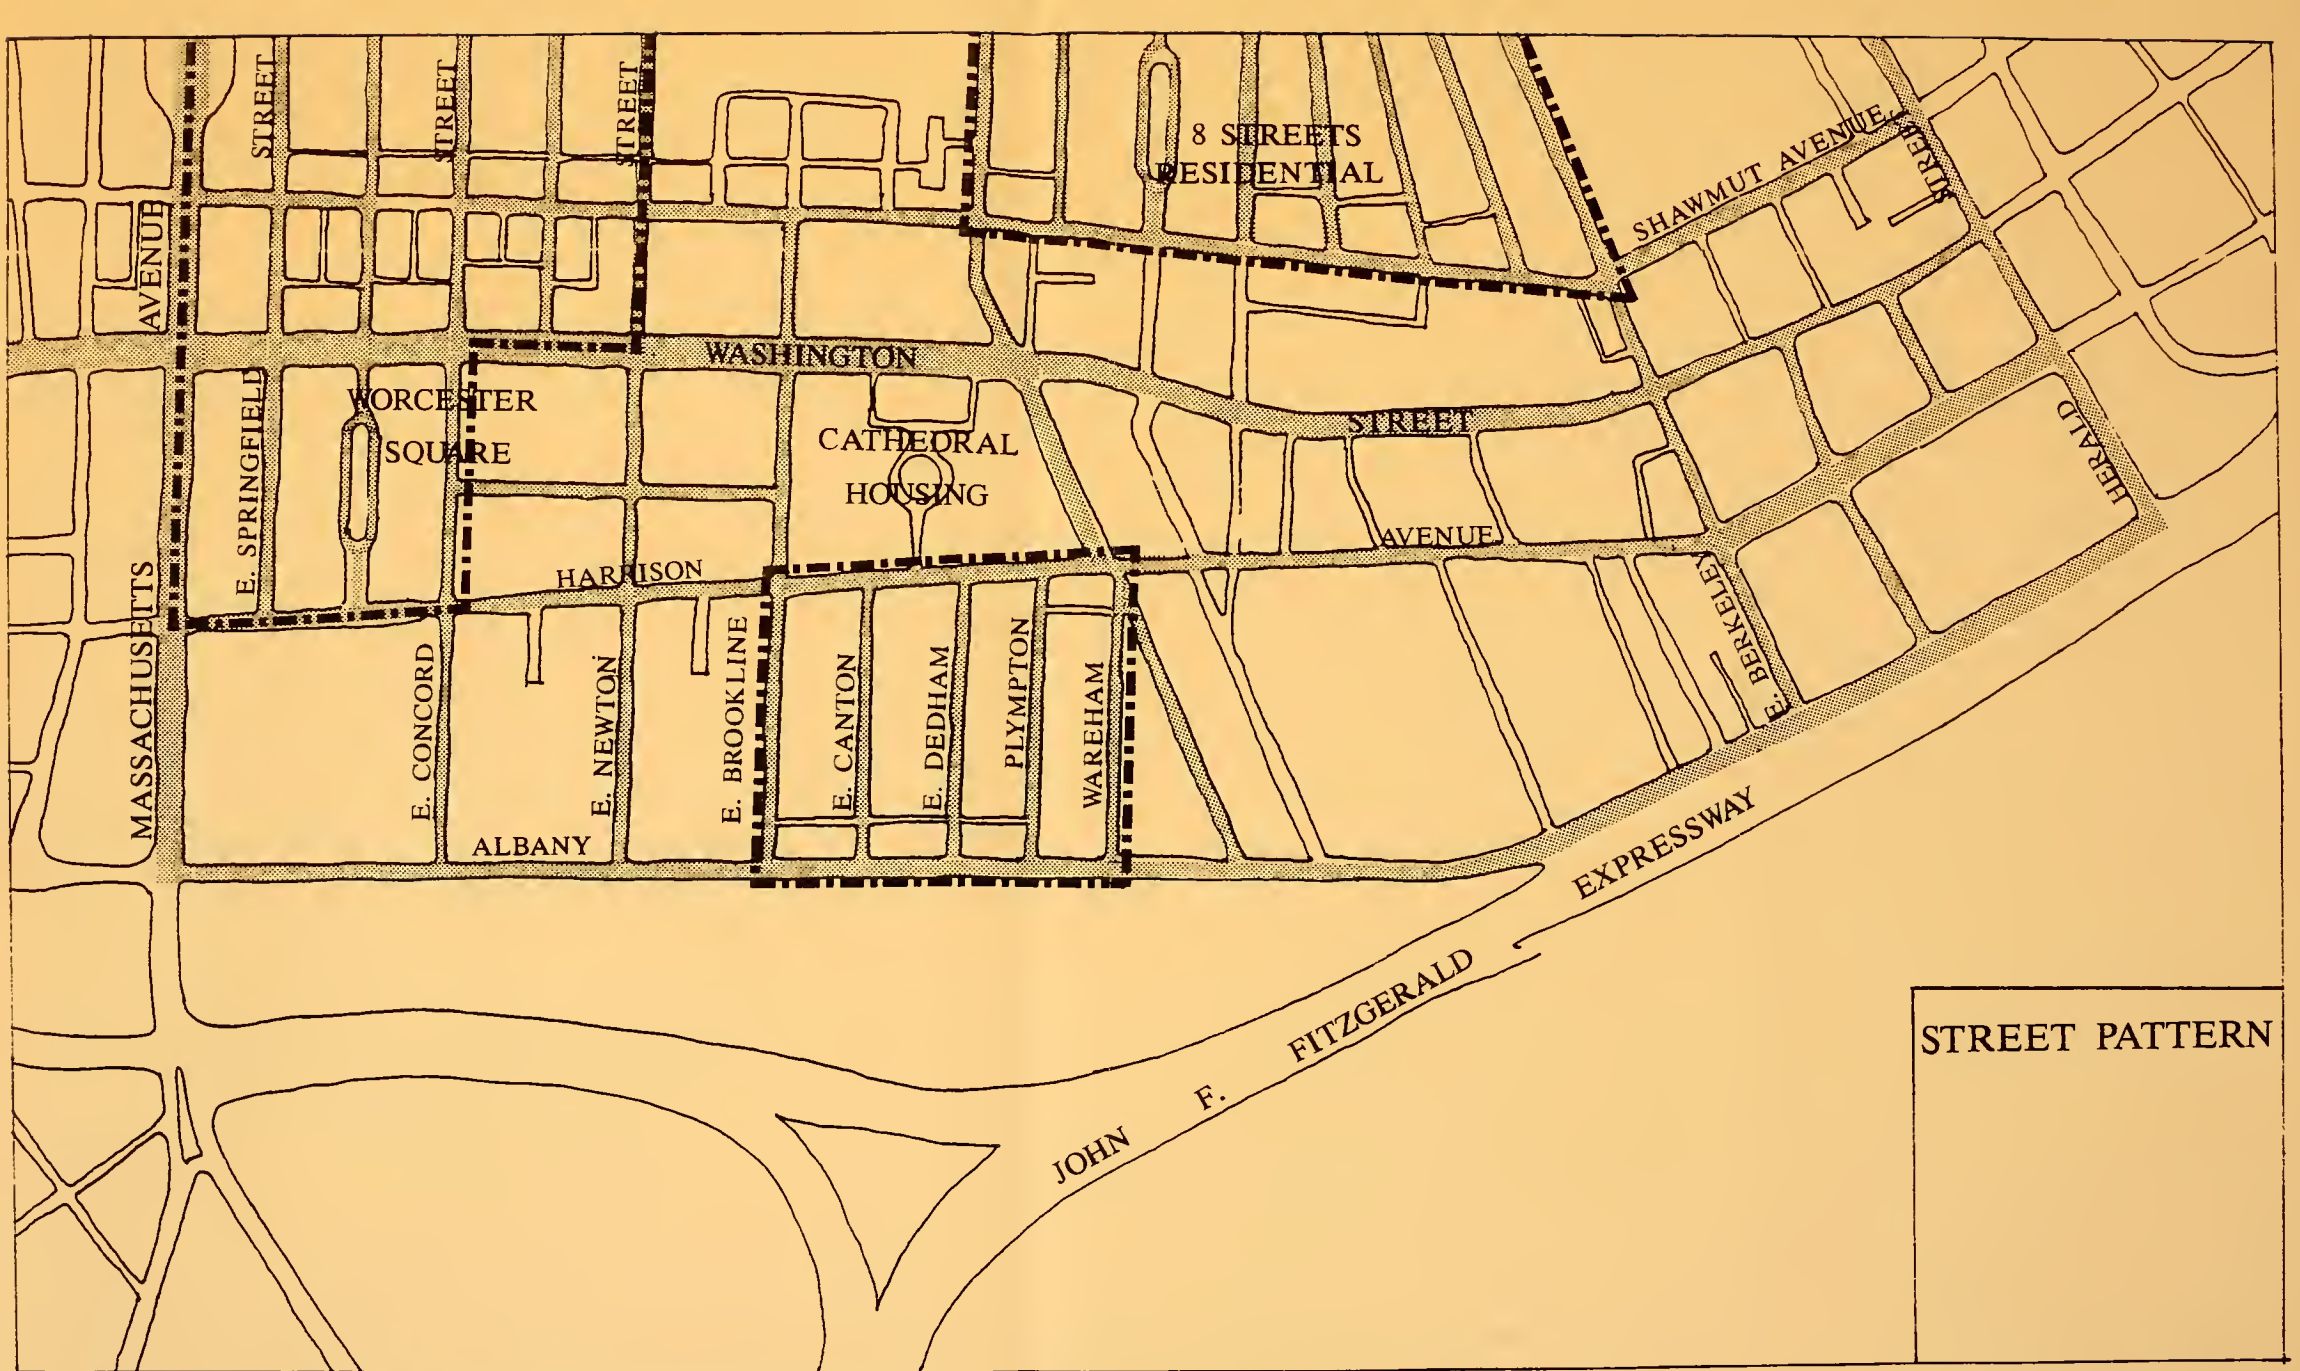 STREET
STREET
STREET
8 STREETS
RESIDENTIAL
SHAWMUT AVENUE
STREET
AVENUE
WASHINGTON
STREET
E. SPRINGFIELD
WORCESTER
SQUARE
CATHEDRAL
HOUSING
HERALD
AVENUE
HARRISON
MASSACHUSETTS
E. CONCORD
E. NEWTON
E. BROOKLINE
E. CANTON
E. DEDHAM
PLYMPTON
WAREHAM
E. BERKELEY
ALBANY
JOHN F. FITZGERALD EXPRESSWAY
STREET PATTERN